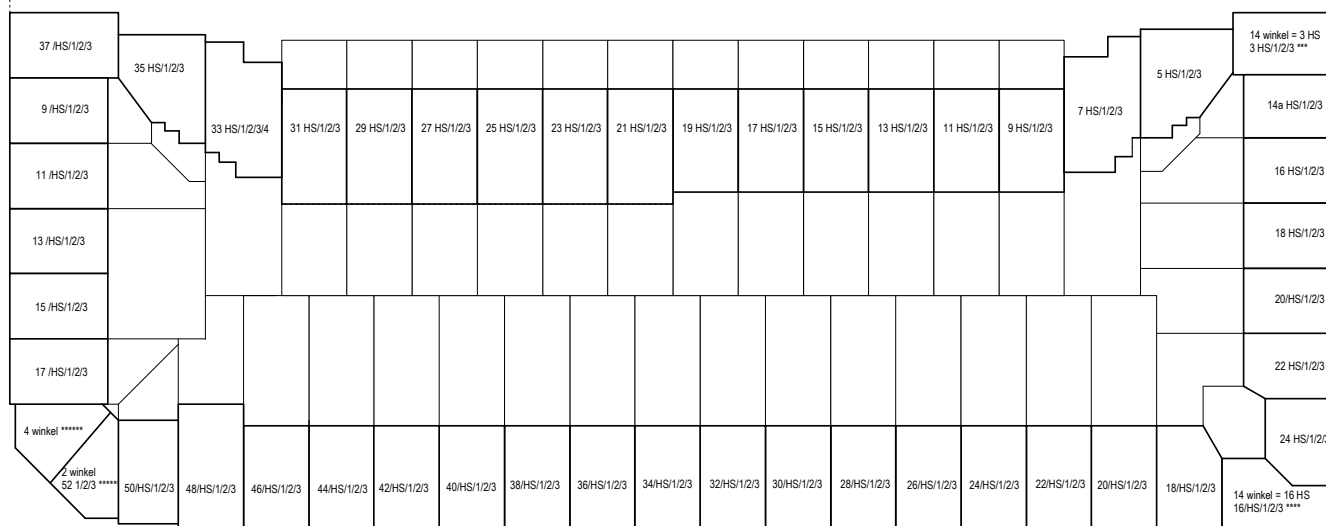 37 /HS/1/2/3
35 HS/1/2/3
33 HS/1/2/3/4
31 HS/1/2/3
29 HS/1/2/3
27 HS/1/2/3
25 HS/1/2/3
23 HS/1/2/3
21 HS/1/2/3
19 HS/1/2/3
17 HS/1/2/3
15 HS/1/2/3
13 HS/1/2/3
11 HS/1/2/3
9 HS/1/2/3
7 HS/1/2/3
5 HS/1/2/3
14 winkel = 3 HS
3 HS/1/2/3 ***
9 /HS/1/2/3
11 /HS/1/2/3
13 /HS/1/2/3
15 /HS/1/2/3
17 /HS/1/2/3
14a HS/1/2/3
16 HS/1/2/3
18 HS/1/2/3
20/HS/1/2/3
22 HS/1/2/3
24 HS/1/2/3
4 winkel ******
2 winkel
52 1/2/3 *****
50/HS/1/2/3
48/HS/1/2/3
46/HS/1/2/3
44/HS/1/2/3
42/HS/1/2/3
40/HS/1/2/3
38/HS/1/2/3
36/HS/1/2/3
34/HS/1/2/3
32/HS/1/2/3
30/HS/1/2/3
28/HS/1/2/3
26/HS/1/2/3
24/HS/1/2/3
22/HS/1/2/3
20/HS/1/2/3
18/HS/1/2/3
14 winkel = 16 HS
16/HS/1/2/3 ****